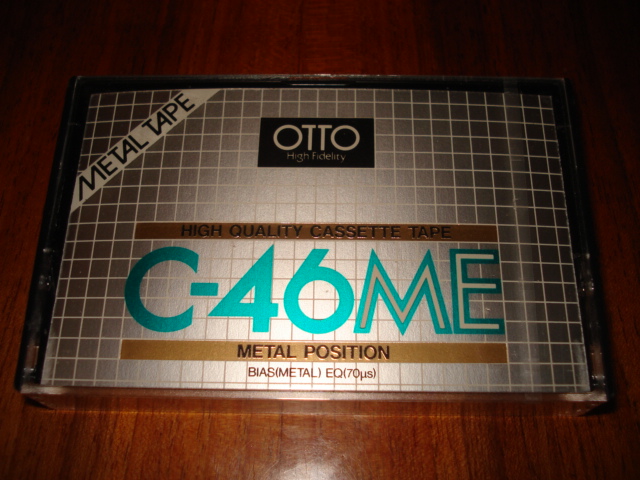 METAL TAPE
OTTO
High Fidelity
HIGH QUALITY CASSETTE TAPE
C-46ME
METAL POSITION
BIAS(METAL) EQ(70μs)